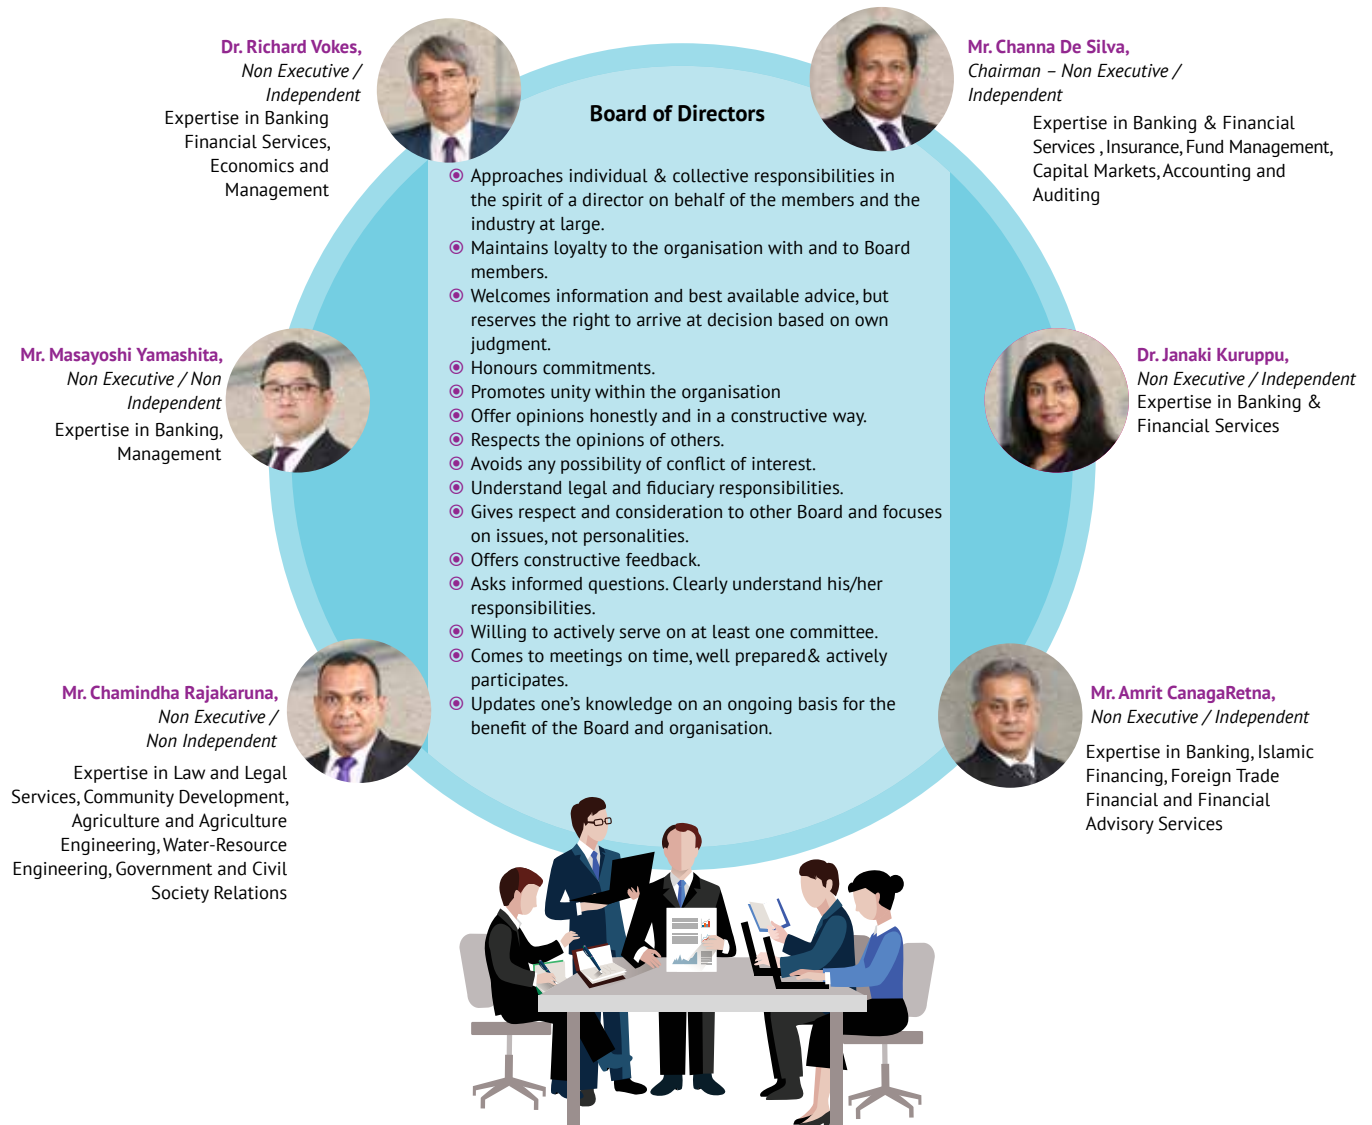 Dr. Richard Vokes,
Non Executive /
Independent
Expertise in Banking
Financial Services,
Economics and
Management
Mr. Channa De Silva,
Chairman – Non Executive /
Independent
Expertise in Banking & Financial
Services , Insurance, Fund Management,
Capital Markets, Accounting and
Auditing
Board of Directors
Approaches individual & collective responsibilities in
the spirit of a director on behalf of the members and the
industry at large.
Maintains loyalty to the organisation with and to Board
members.
Welcomes information and best available advice, but
reserves the right to arrive at decision based on own
judgment.
Honours commitments.
Promotes unity within the organisation
Offer opinions honestly and in a constructive way.
Respects the opinions of others.
Avoids any possibility of conflict of interest.
Understand legal and fiduciary responsibilities.
Gives respect and consideration to other Board and focuses
on issues, not personalities.
Offers constructive feedback.
Asks informed questions. Clearly understand his/her
responsibilities.
Willing to actively serve on at least one committee.
Comes to meetings on time, well prepared& actively
participates.
Updates one's knowledge on an ongoing basis for the
benefit of the Board and organisation.
Mr. Masayoshi Yamashita,
Non Executive / Non
Independent
Expertise in Banking,
Management
Dr. Janaki Kuruppu,
Non Executive / Independent
Expertise in Banking &
Financial Services
Mr. Chamindha Rajakaruna,
Non Executive /
Non Independent
Expertise in Law and Legal
Services, Community Development,
Agriculture and Agriculture
Engineering, Water-Resource
Engineering, Government and Civil
Society Relations
Mr. Amrit CanagaRetna,
Non Executive / Independent
Expertise in Banking, Islamic
Financing, Foreign Trade
Financial and Financial
Advisory Services